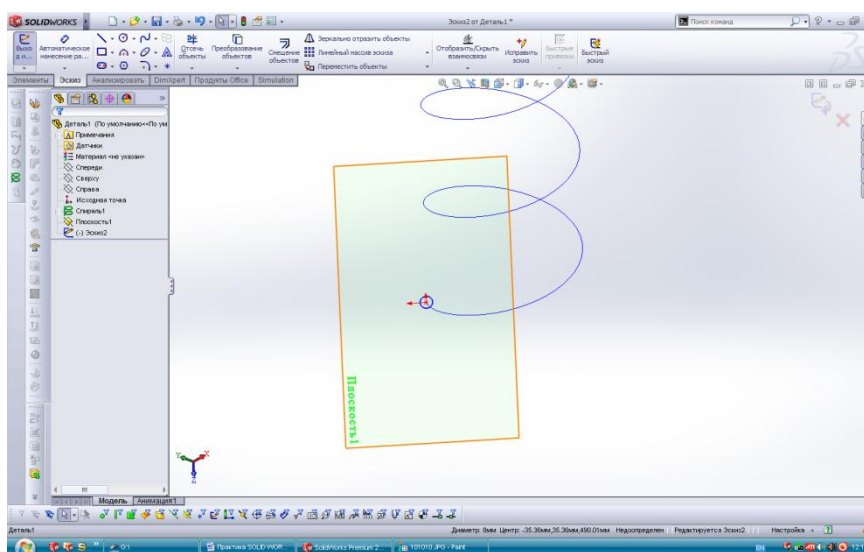 SOLIDWORKS
Эскиз2 от Деталь1 *
Поиск команд
Выхо д и...
Автоматическое нанесение ра...
Отсечь объекты
Преобразование объектов
Смещение объектов
Зеркально отразить объекты
Линейный массив эскиза
Переместить объекты
Отобразить/Скрыть взаимосвязи
Исправить эскиз
Быстрые привязки
Быстрый эскиз
Элементы
Эскиз
Анализировать
DimXpert
Продукты Office
Simulation
Деталь1 (По умолчанию<<По ум
Примечания
Датчики
Материал <не указан>
Спереди
Сверху
Справа
Исходная точка
Спираль1
Плоскость1
(-) Эскиз2
Плоскость1
Модель
Анимация1
Деталь1
Диаметр: 0мм Центр: -35.36мм,26.36мм,490.01мм
Недоопределен
Редактируется Эскиз2
Настройка
Практика SOLID WOR...
SolidWorks Premium 2...
101010.JPG - Paint
EN